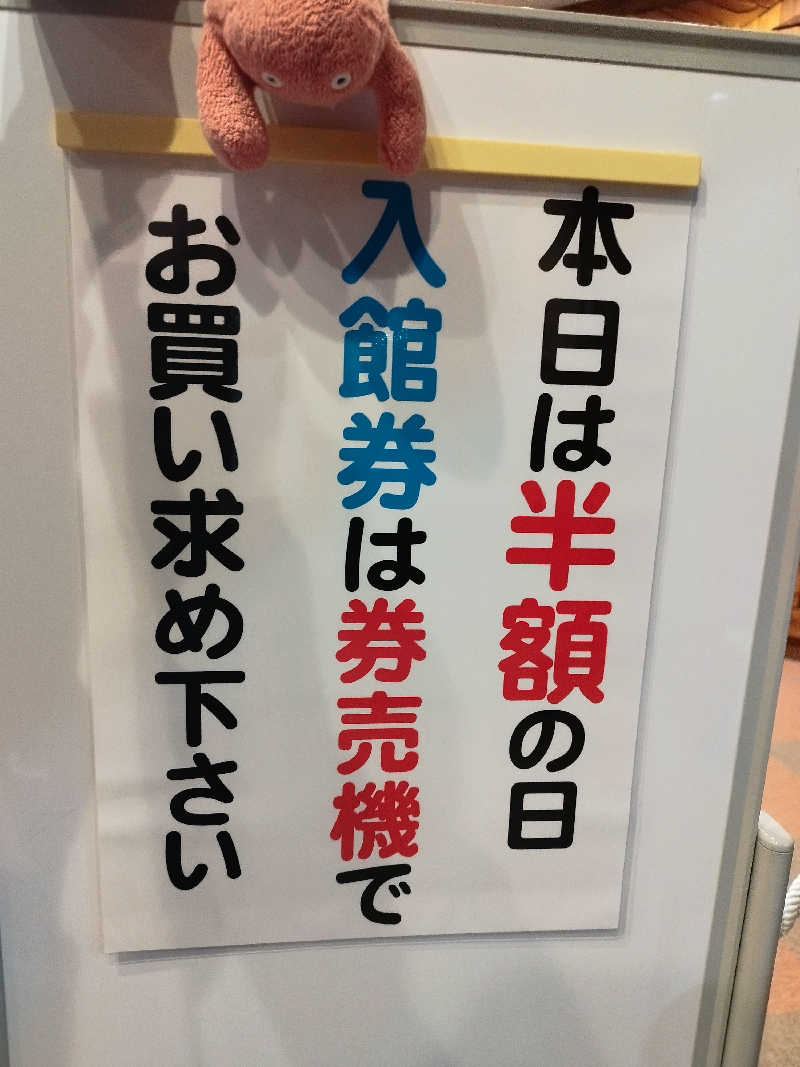 本日は半額の日
入館券は券売機で
お買い求め下さい